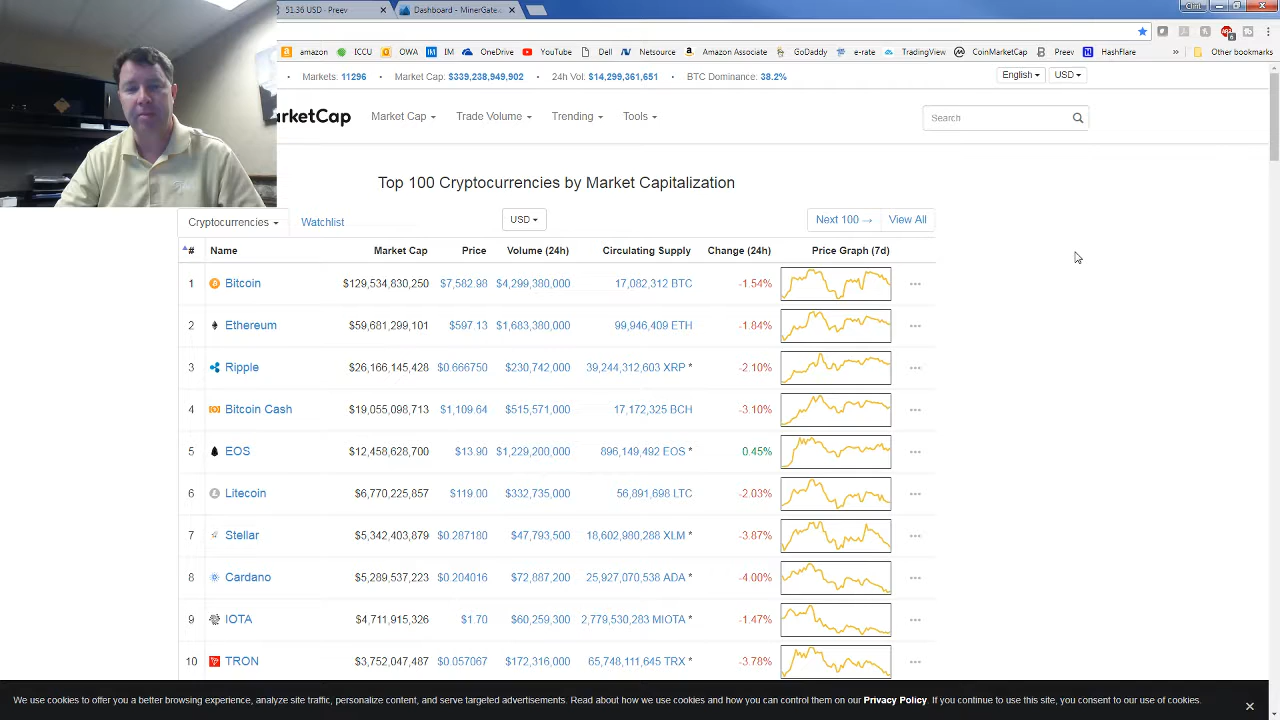 51.36 USD - Preev × Dashboard - MinerGate × Clint
amazon ICCU OWA IM OneDrive YouTube Dell Netsource Amazon Associate GoDaddy e-rate TradingView CoinMarketCap Preev HashFlare » Other bookmarks
• Markets: 11296 • Market Cap: $339,238,949,902 • 24h Vol: $14,299,361,651 • BTC Dominance: 38.2% English USD
arketCap Market Cap Trade Volume Trending Tools Search
Top 100 Cryptocurrencies by Market Capitalization
Cryptocurrencies Watchlist USD Next 100 → View All
# Name Market Cap Price Volume (24h) Circulating Supply Change (24h) Price Graph (7d)
1 Bitcoin $129,534,830,250 $7,582.98 $4,299,380,000 17,082,312 BTC -1.54%
2 Ethereum $59,681,299,101 $597.13 $1,683,380,000 99,946,409 ETH -1.84%
3 Ripple $26,166,145,428 $0.666750 $230,742,000 39,244,312,603 XRP * -2.10%
4 Bitcoin Cash $19,055,098,713 $1,109.64 $515,571,000 17,172,325 BCH -3.10%
5 EOS $12,458,628,700 $13.90 $1,229,200,000 896,149,492 EOS * 0.45%
6 Litecoin $6,770,225,857 $119.00 $332,735,000 56,891,698 LTC -2.03%
7 Stellar $5,342,403,879 $0.287180 $47,793,500 18,602,980,288 XLM * -3.87%
8 Cardano $5,289,537,223 $0.204016 $72,887,200 25,927,070,538 ADA * -4.00%
9 IOTA $4,711,915,326 $1.70 $60,259,300 2,779,530,283 MIOTA * -1.47%
10 TRON $3,752,047,487 $0.057067 $172,316,000 65,748,111,645 TRX * -3.78%
We use cookies to offer you a better browsing experience, analyze site traffic, personalize content, and serve targeted advertisements. Read about how we use cookies and how you can control them on our Privacy Policy. If you continue to use this site, you consent to our use of cookies. ×